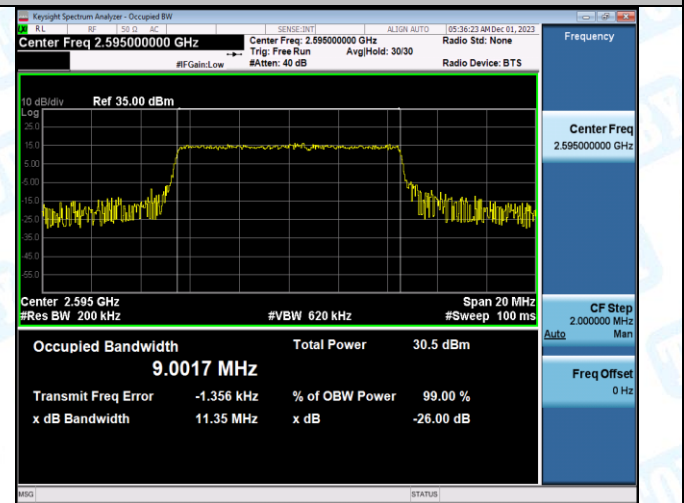 Keysight Spectrum Analyzer - Occupied BW
RL RF 50 Ω AC SENSE:INT ALIGN AUTO 05:36:23 AM Dec 01, 2023
Center Freq 2.595000000 GHz
Center Freq: 2.595000000 GHz
Radio Std: None
Trig: Free Run Avg|Hold: 30/30
#IFGain:Low #Atten: 40 dB Radio Device: BTS
Frequency
10 dB/div Ref 35.00 dBm
Log
25.0
15.0
5.00
-5.00
-15.0
-25.0
-35.0
-45.0
-55.0
Center 2.595 GHz Span 20 MHz
#Res BW 200 kHz #VBW 620 kHz #Sweep 100 ms
Occupied Bandwidth Total Power 30.5 dBm
9.0017 MHz
Transmit Freq Error -1.356 kHz % of OBW Power 99.00 %
x dB Bandwidth 11.35 MHz x dB -26.00 dB
Center Freq
2.595000000 GHz
CF Step
2.000000 MHz
Auto Man
Freq Offset
0 Hz
MSG STATUS